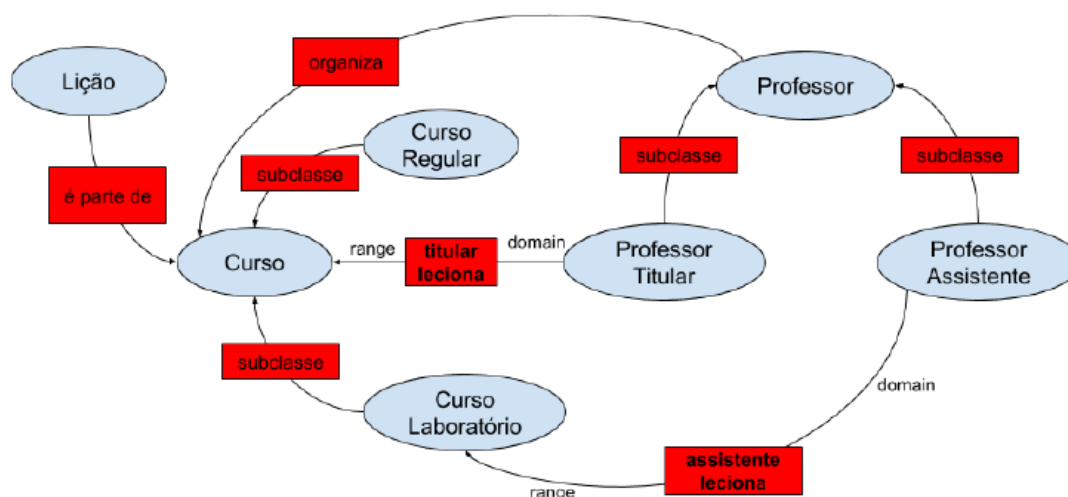 organiza
Lição
Professor
Curso
Regular
subclasse
subclasse
subclasse
é parte de
Curso
range
titular
leciona
domain
Professor
Titular
Professor
Assistente
subclasse
Curso
Laboratório
domain
assistente
leciona
range